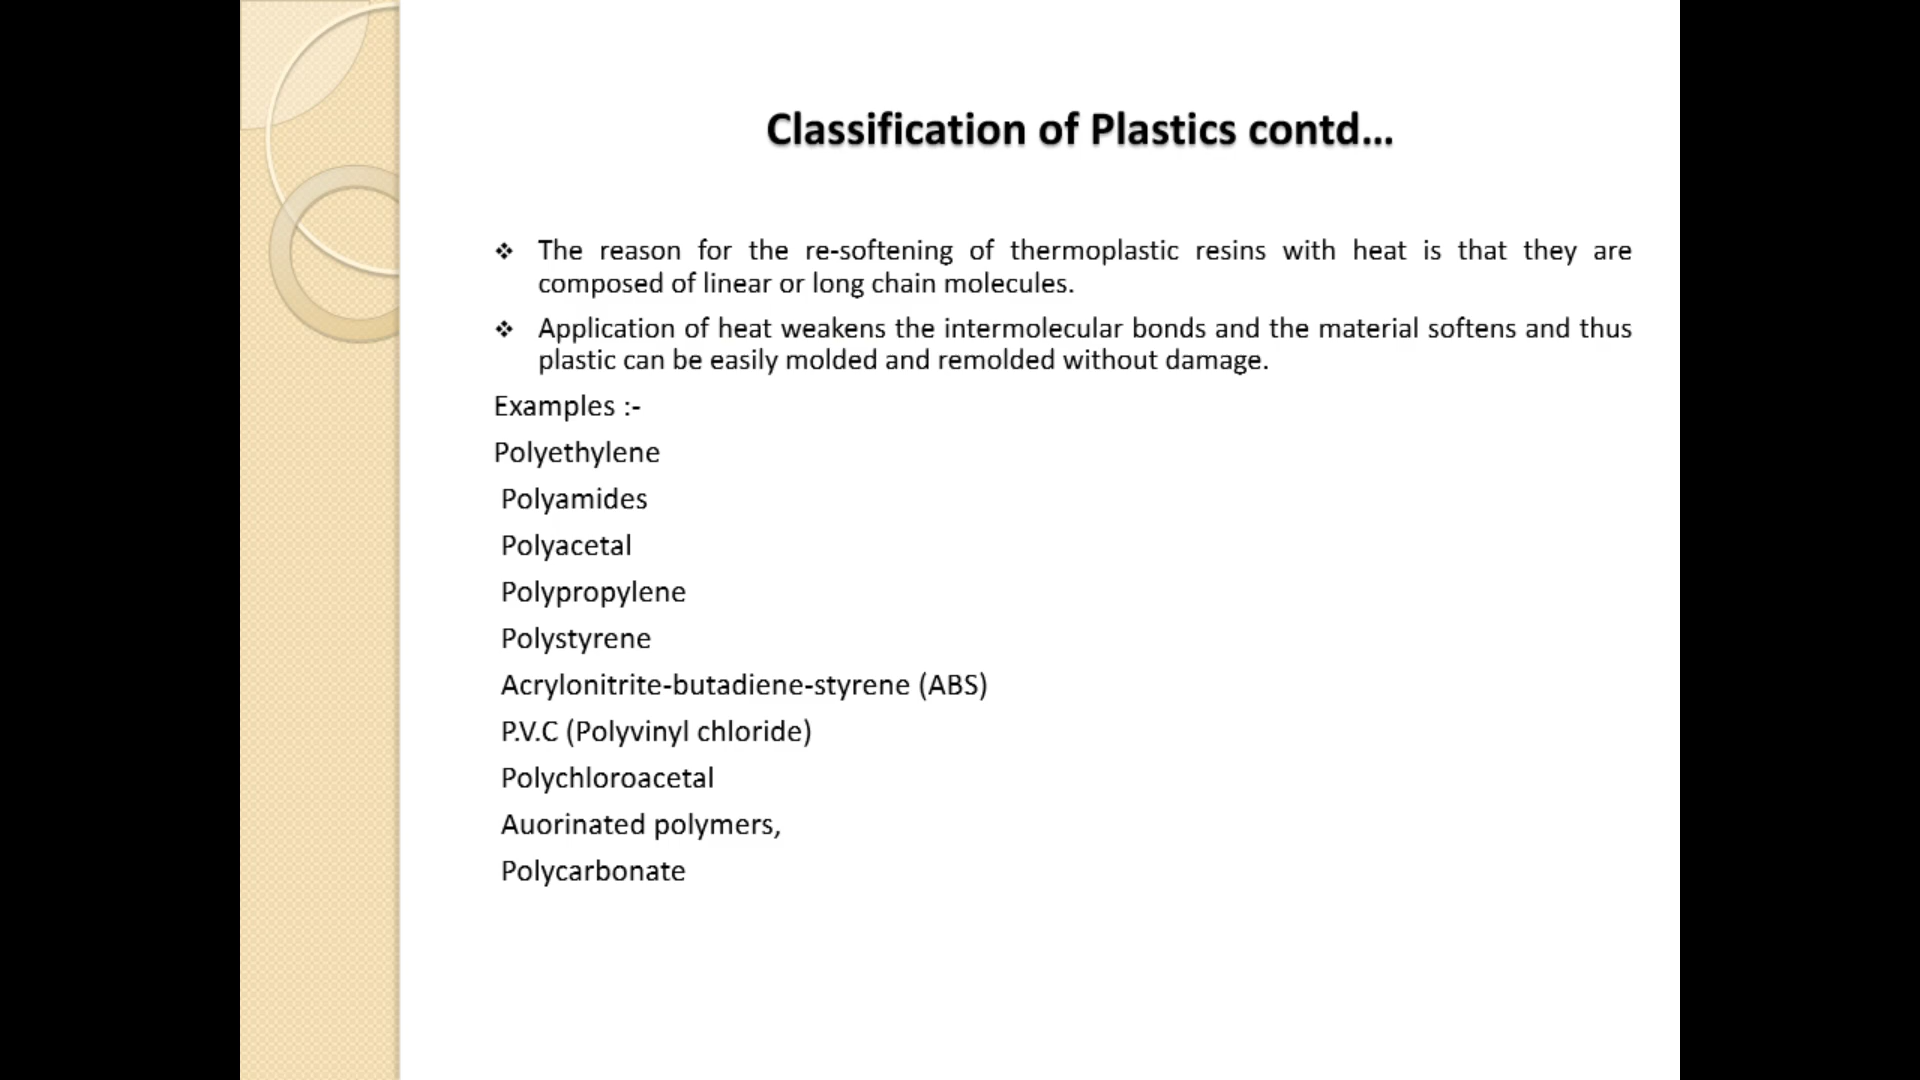 Classification of Plastics contd...
❖ The reason for the re-softening of thermoplastic resins with heat is that they are
composed of linear or long chain molecules.
❖ Application of heat weakens the intermolecular bonds and the material softens and thus
plastic can be easily molded and remolded without damage.
Examples :-
Polyethylene
Polyamides
Polyacetal
Polypropylene
Polystyrene
Acrylonitrite-butadiene-styrene (ABS)
P.V.C (Polyvinyl chloride)
Polychloroacetal
Auorinated polymers,
Polycarbonate